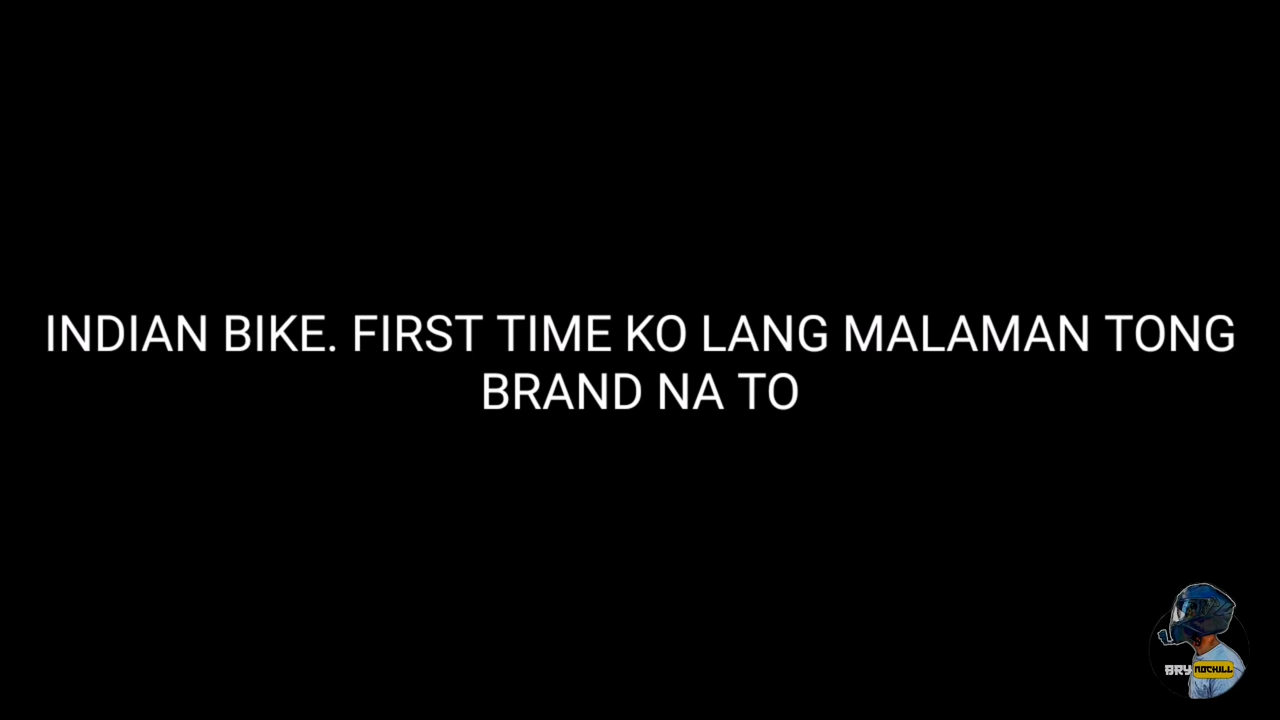 INDIAN BIKE. FIRST TIME KO LANG MALAMAN TONG
BRAND NA TO
BRY NOCHILL